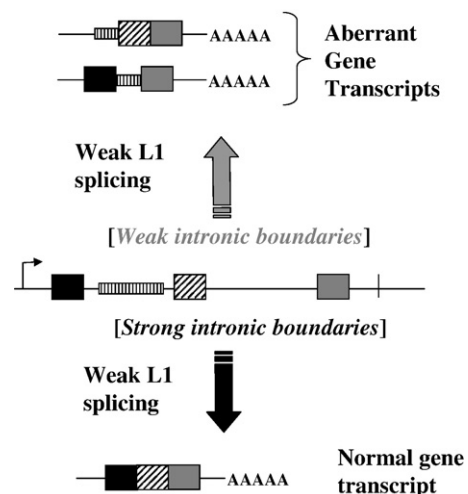 AAAAA
AAAAA
Aberrant
Gene
Transcripts
Weak L1
splicing
[Weak intronic boundaries]
[Strong intronic boundaries]
Weak L1
splicing
AAAAA
Normal gene
transcript